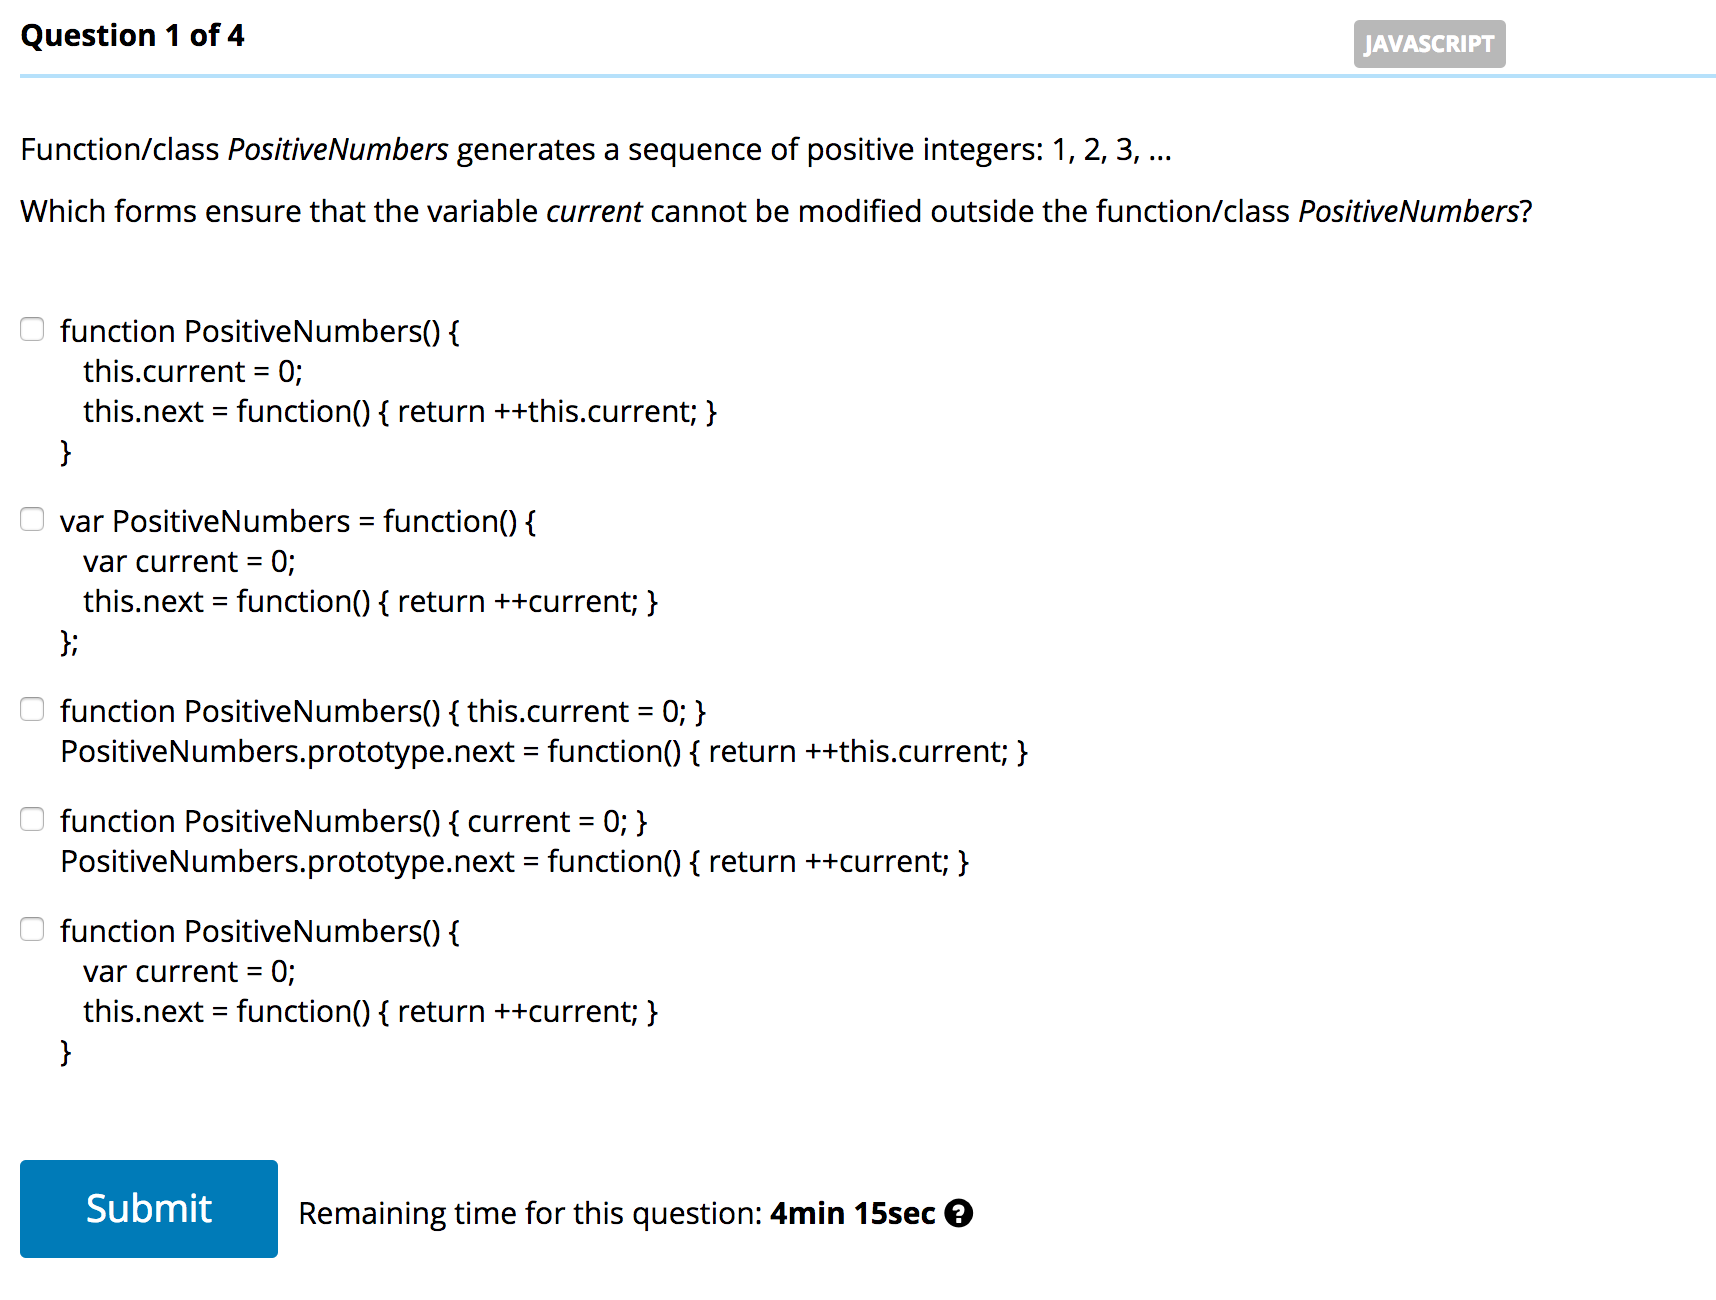 Question 1 of 4
JAVASCRIPT
Function/class PositiveNumbers generates a sequence of positive integers: 1, 2, 3, ...
Which forms ensure that the variable current cannot be modified outside the function/class PositiveNumbers?
function PositiveNumbers() {
this.current = 0;
this.next = function() { return ++this.current; }
}
var PositiveNumbers = function() {
var current = 0;
this.next = function() { return ++current; }
};
function PositiveNumbers() { this.current = 0; }
PositiveNumbers.prototype.next = function() { return ++this.current; }
function PositiveNumbers() { current = 0; }
PositiveNumbers.prototype.next = function() { return ++current; }
function PositiveNumbers() {
var current = 0;
this.next = function() { return ++current; }
}
Submit
Remaining time for this question: 4min 15sec ?